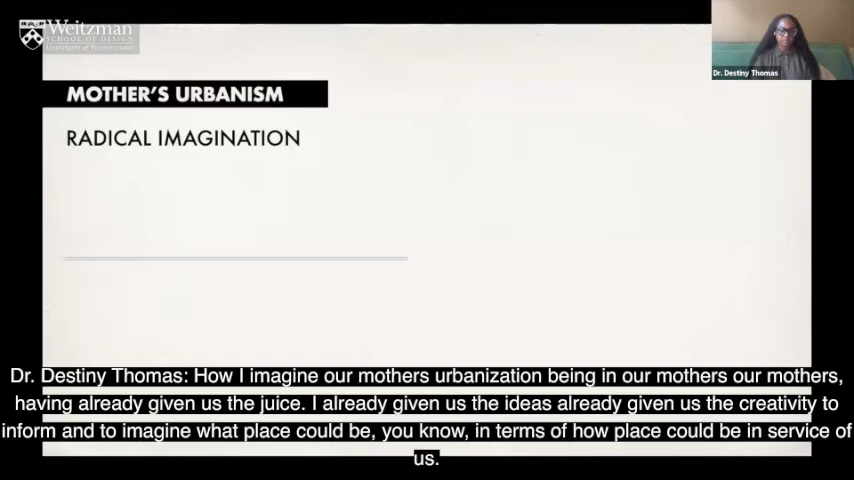 Weitzman
SCHOOL OF DESIGN
UNIVERSITY of PENNSYLVANIA
Dr. Destiny Thomas
MOTHER'S URBANISM
RADICAL IMAGINATION
Dr. Destiny Thomas: How I imagine our mothers urbanization being in our mothers our mothers,
having already given us the juice. I already given us the ideas already given us the creativity to
inform and to imagine what place could be, you know, in terms of how place could be in service of
us.